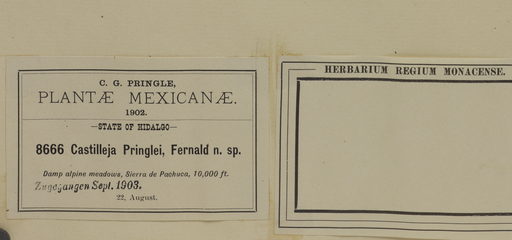 C. G. PRINGLE,
PLANTÆ MEXICANÆ.
1902.
—STATE OF HIDALGO—
8666 Castilleja Pringlei, Fernald n. sp.
Damp alpine meadows, Sierra de Pachuca, 10,000 ft.
Zugegangen Sept. 1903.
22, August.
HERBARIUM REGIUM MONACENSE.